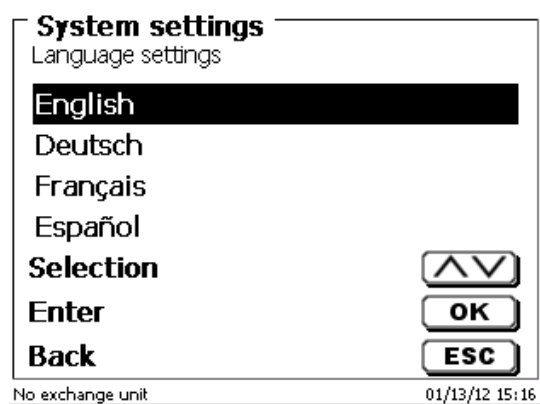 System settings
Language settings
English
Deutsch
Français
Español
Selection
Enter OK
Back ESC
No exchange unit 01/13/12 15:16